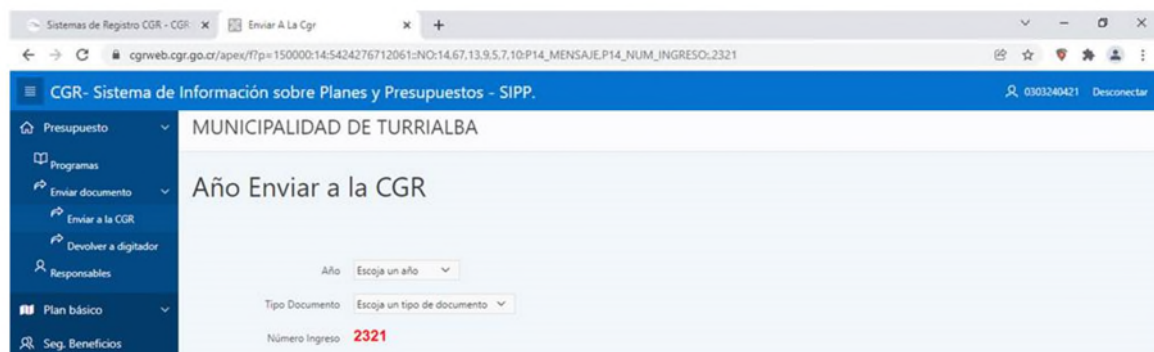 Sistemas de Registro CGR - CGR
Enviar A La Cgr
cgrweb.cgr.go.cr/apex/f?p=150000:14:5424276712061::NO:14,67,13,9,5,7,10:P14_MENSAJE,P14_NUM_INGRESO:,2321
CGR- Sistema de Información sobre Planes y Presupuestos - SIPP.
0303240421 Desconectar
Presupuesto
MUNICIPALIDAD DE TURRIALBA
Programas
Enviar documento
Año Enviar a la CGR
Enviar a la CGR
Devolver a digitador
Responsables
Año Escoja un año
Plan básico
Tipo Documento Escoja un tipo de documento
Número Ingreso 2321
Seg. Beneficios